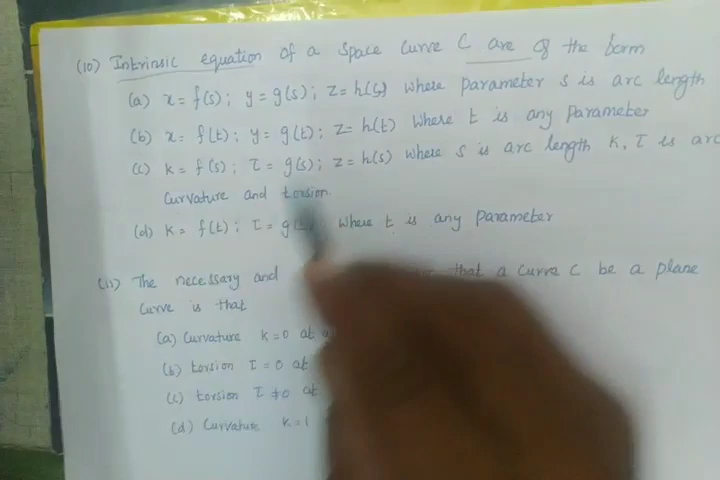 (10) Intrinsic equation of a space curve C are of the form
(a) x = f(s); y = g(s); z = h(s) where parameter s is arc length
(b) x = f(t); y = g(t); z = h(t) where t is any parameter
(c) κ = f(s); τ = g(s); z = h(s) where s is arc length κ, τ is arc
curvature and torsion.
(d) κ = f(t); τ = g(t) where t is any parameter
(11) The necessary and that a curve C be a plane
curve is that
(a) Curvature κ = 0 at
(b) torsion τ = 0 at
(c) torsion τ ≠ 0 at
(d) Curvature κ = 1